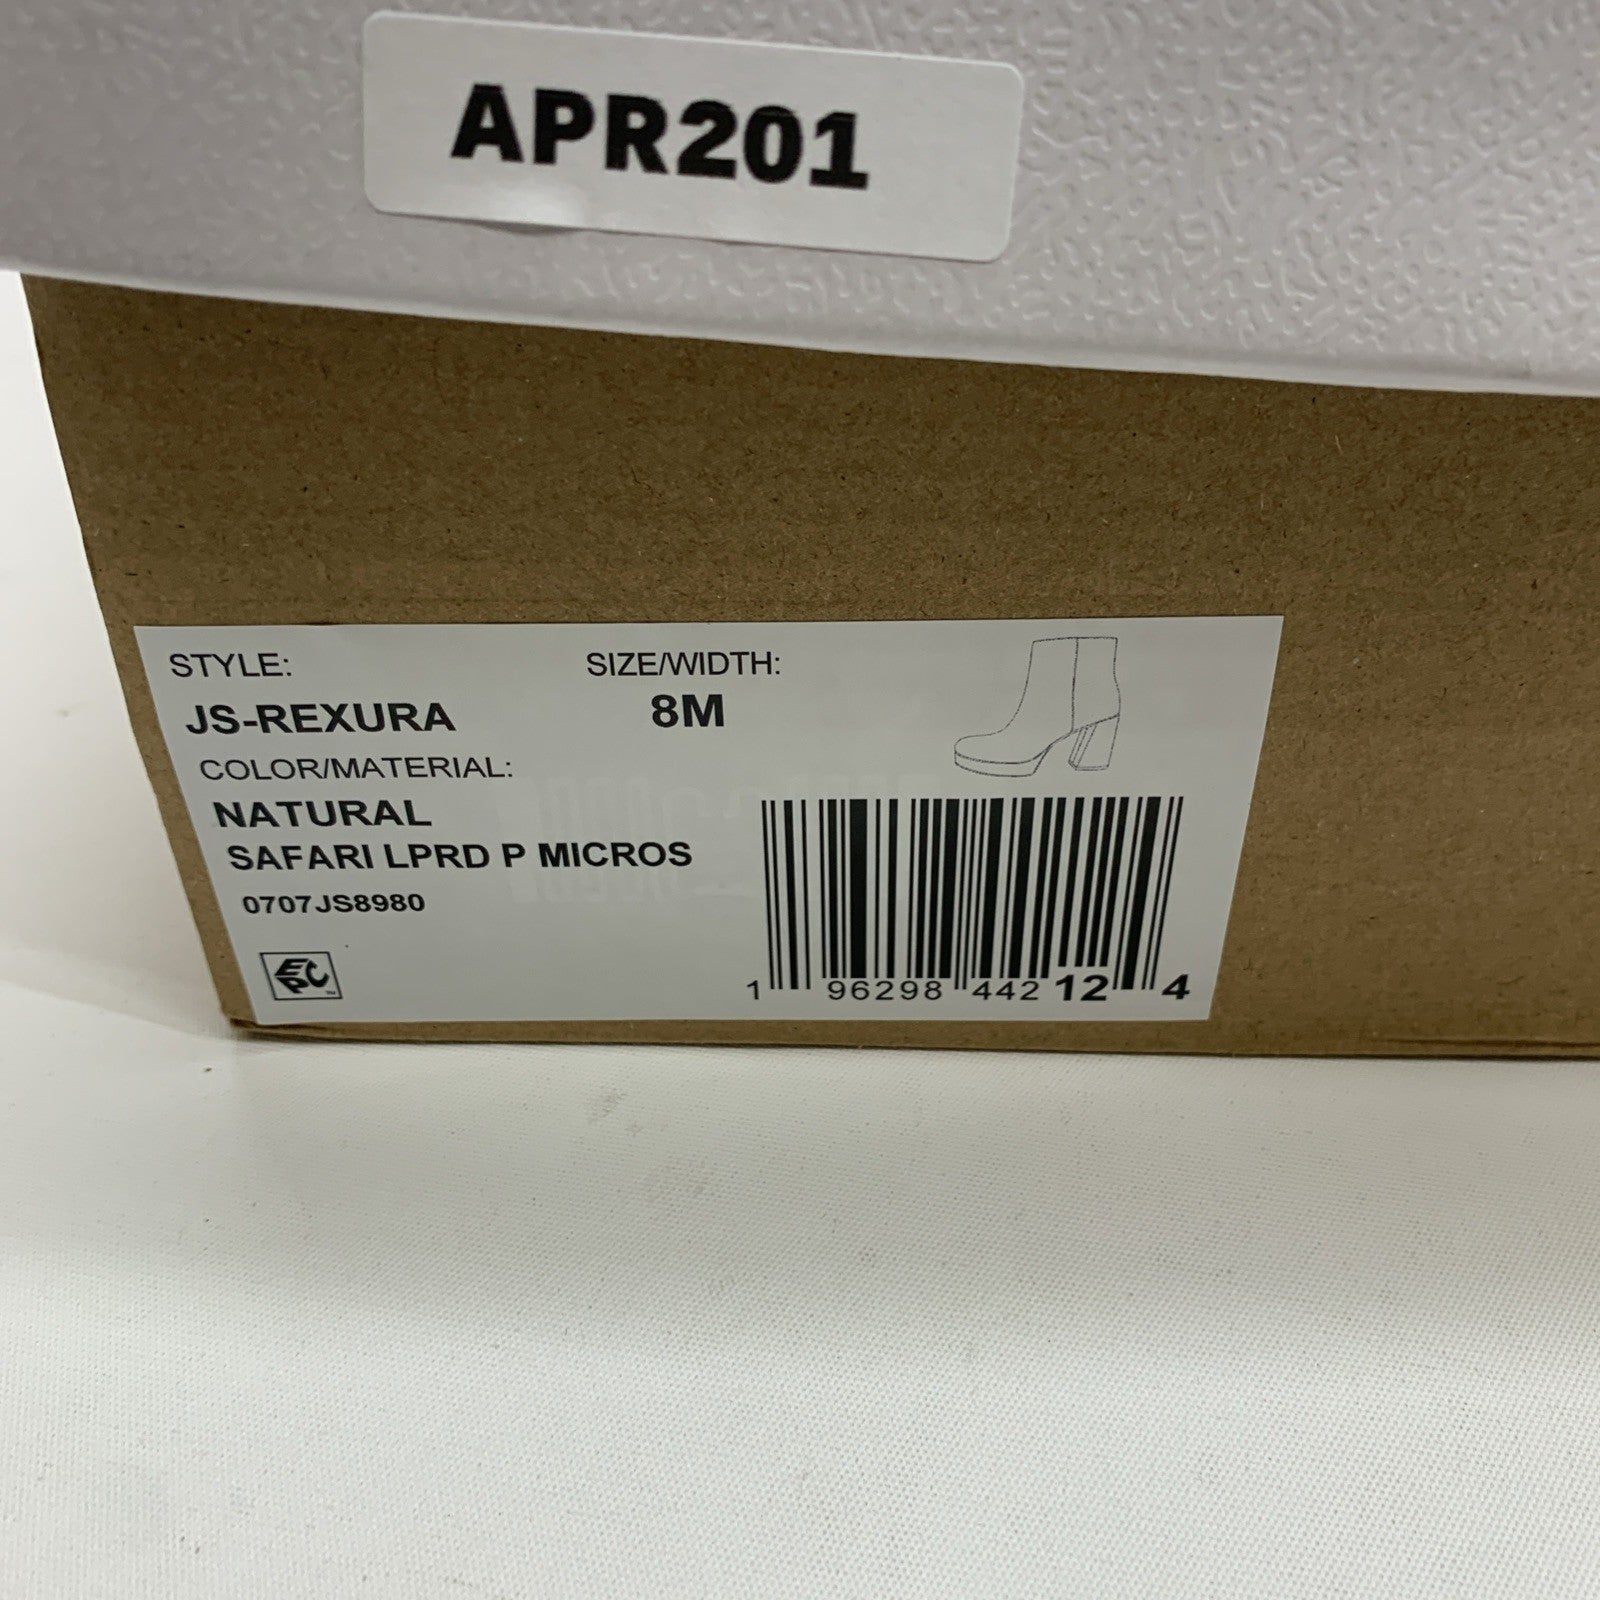 APR201
STYLE: SIZE/WIDTH:
JS-REXURA 8M
COLOR/MATERIAL:
NATURAL
SAFARI LPRD P MICROS
0707JS8980
EPC
1 96298 442 12 4